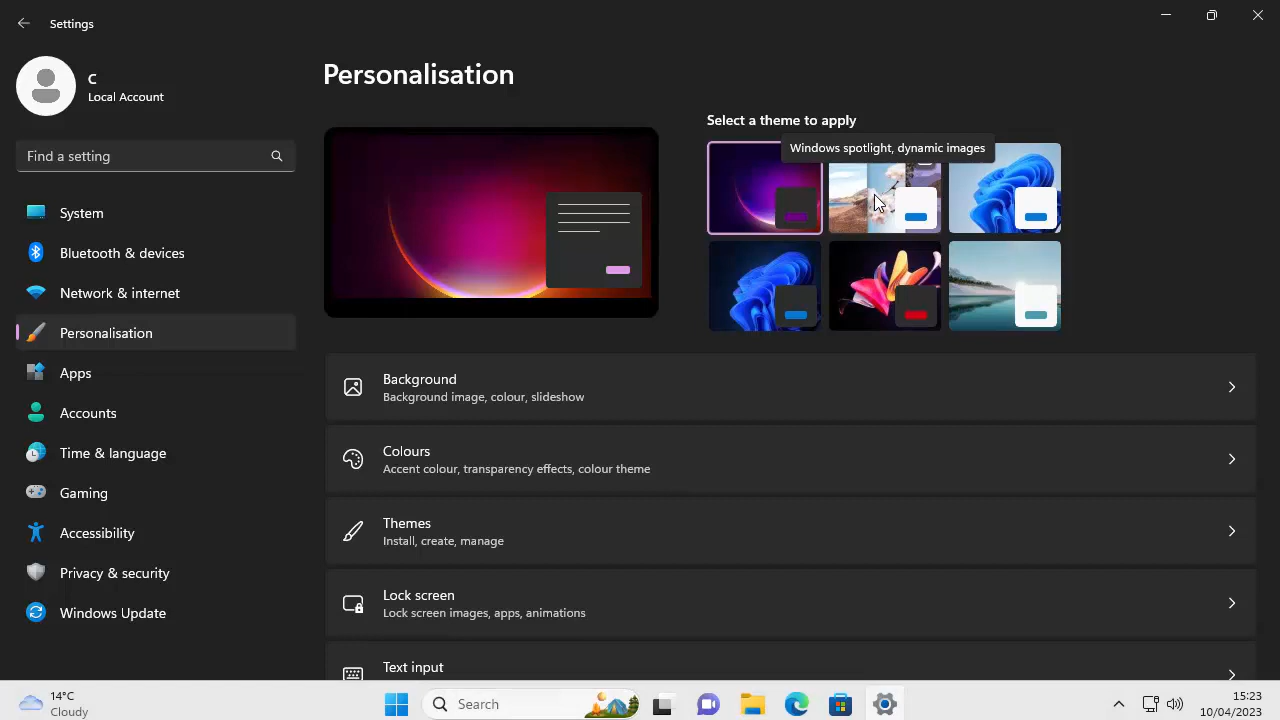 Settings
C
Local Account
Find a setting
System
Bluetooth & devices
Network & internet
Personalisation
Apps
Accounts
Time & language
Gaming
Accessibility
Privacy & security
Windows Update
Personalisation
Select a theme to apply
Windows spotlight, dynamic images
Background
Background image, colour, slideshow
Colours
Accent colour, transparency effects, colour theme
Themes
Install, create, manage
Lock screen
Lock screen images, apps, animations
Text input
14°C
Cloudy
Search
15:23
10/04/2023